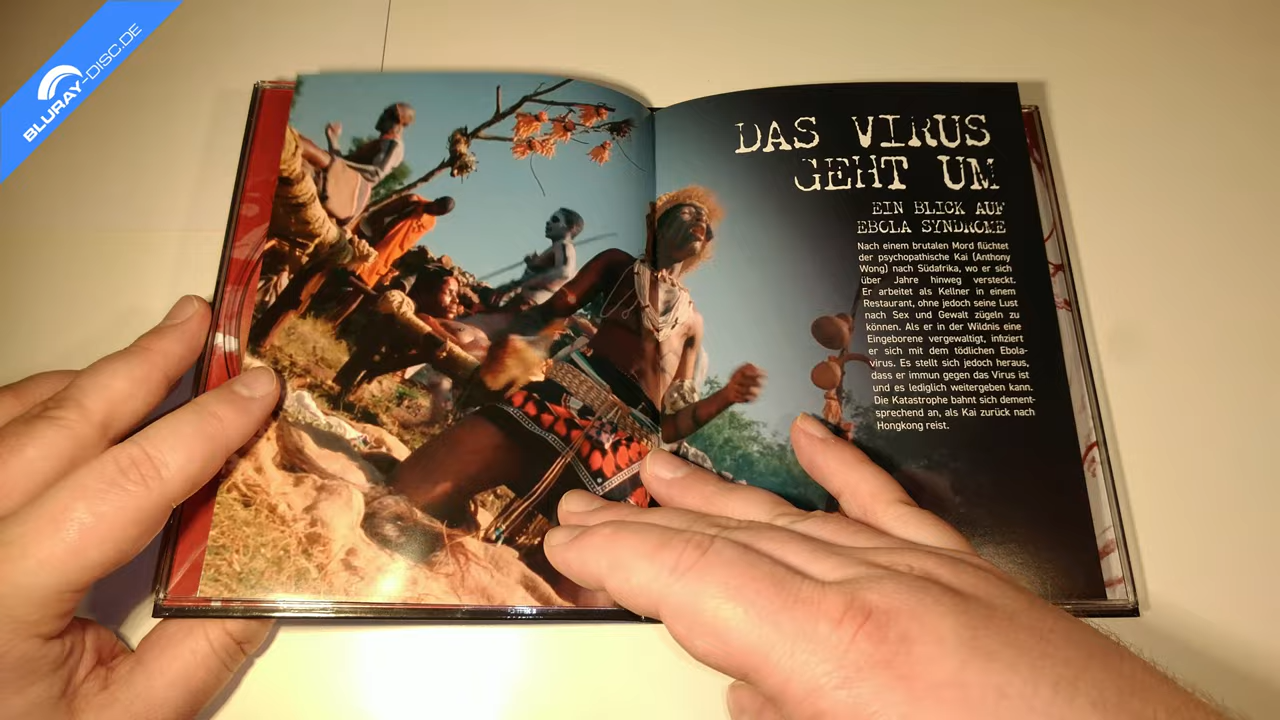 BLURAY-DISC.DE
DAS VIRUS
GEHT UM
EIN BLICK AUF
EBOLA SYNDROME
Nach einem brutalen Mord flüchtet
der psychopathische Kai (Anthony
Wong) nach Südafrika, wo er sich
über Jahre hinweg versteckt.
Er arbeitet als Kellner in einem
Restaurant, ohne jedoch seine Lust
nach Sex und Gewalt zügeln zu
können. Als er in der Wildnis eine
Eingeborene vergewaltigt, infiziert
er sich mit dem tödlichen Ebola-
virus. Es stellt sich jedoch heraus,
dass er immun gegen das Virus ist
und es lediglich weitergeben kann.
Die Katastrophe bahnt sich dement-
sprechend an, als Kai zurück nach
Hongkong reist.